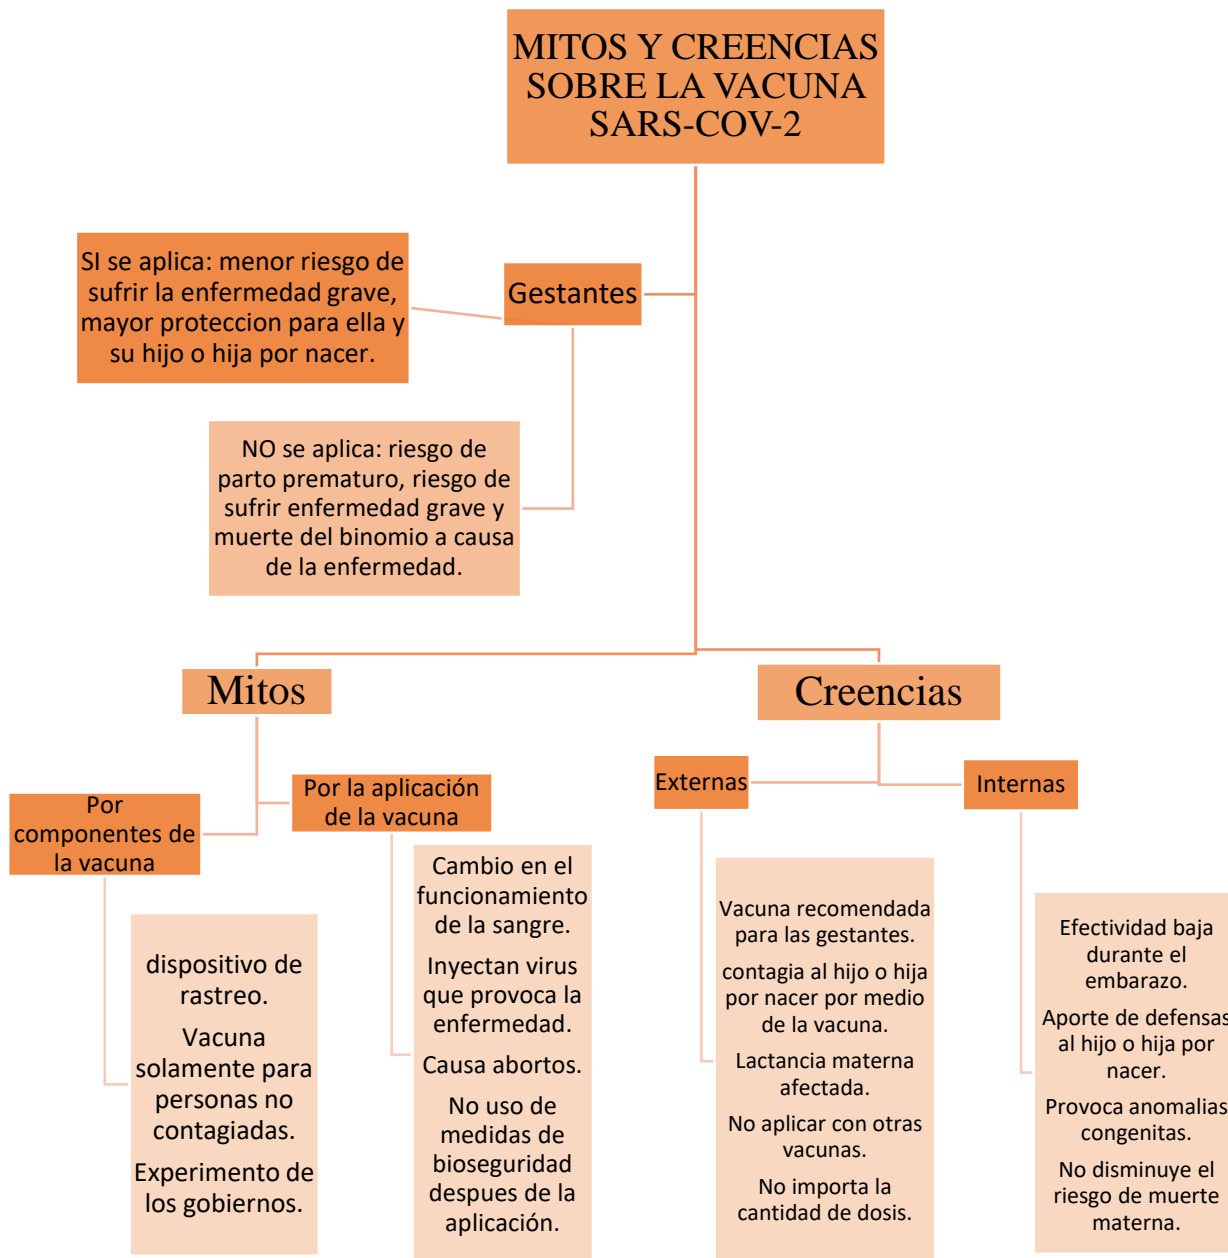 MITOS Y CREENCIAS
SOBRE LA VACUNA
SARS-COV-2
SI se aplica: menor riesgo de
sufrir la enfermedad grave,
mayor proteccion para ella y
su hijo o hija por nacer.
Gestantes
NO se aplica: riesgo de
parto prematuro, riesgo de
sufrir enfermedad grave y
muerte del binomio a causa
de la enfermedad.
Mitos
Por
componentes de
la vacuna
dispositivo de
rastreo.
Vacuna
solamente para
personas no
contagiadas.
Experimento de
los gobiernos.
Por la aplicación
de la vacuna
Cambio en el
funcionamiento
de la sangre.
Inyectan virus
que provoca la
enfermedad.
Causa abortos.
No uso de
medidas de
bioseguridad
despues de la
aplicación.
Creencias
Externas
Vacuna recomendada
para las gestantes.
contagia al hijo o hija
por nacer por medio
de la vacuna.
Lactancia materna
afectada.
No aplicar con otras
vacunas.
No importa la
cantidad de dosis.
Internas
Efectividad baja
durante el
embarazo.
Aporte de defensas
al hijo o hija por
nacer.
Provoca anomalias
congenitas.
No disminuye el
riesgo de muerte
materna.